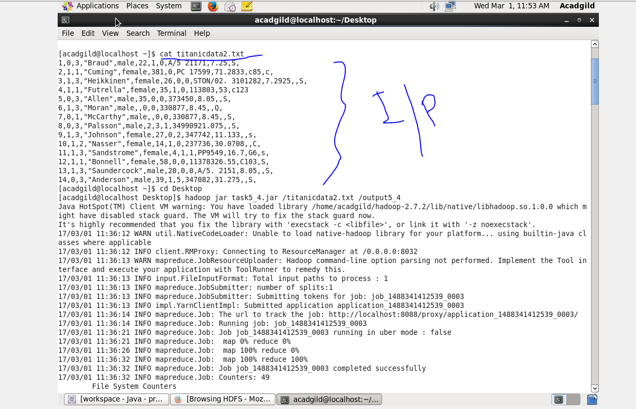 Applications Places System Wed Mar 1, 11:53 AM Acadgild
acadgild@localhost:~/Desktop
File Edit View Search Terminal Help
[acadgild@localhost ~]$ cat titanicdata2.txt
1,0,3,"Braud",male,22,1,0,A/5 21171,7.25,S,
2,1,1,"Cuming",female,381,0,PC 17599,71.2833,c85,c,
3,1,3,"Heikkinen",female,26,0,0,STON/02. 3101282,7.2925,,S,
4,1,1,"Futrella",female,35,1,0,113803,53,c123
5,0,3,"Allen",male,35,0,0,373450,8.05,,S,
6,1,3,"Moran",male,,0,0,330877,8.45,,Q,
7,0,1,"McCarthy",male,,0,0,330877,8.45,,S,
8,0,3,"Palsson",male,2,3,1,34990921.075,,S,
9,1,3,"Johnson",female,27,0,2,347742,11.133,,s,
10,1,2,"Nasser",female,14,1,0,237736,30.0708,,C,
11,1,3,"Sandstrome",female,4,1,1,PP9549,16.7,G6,s,
12,1,1,"Bonnell",female,58,0,0,11378326.55,C103,S,
13,1,3,"Saundercock",male,20,0,0,A/5. 2151,8.05,,S,
14,0,3,"Anderson",male,39,1,5,347082,31.275,,S,
[acadgild@localhost ~]$ cd Desktop
[acadgild@localhost Desktop]$ hadoop jar task5_4.jar /titanicdata2.txt /output5_4
Java HotSpot(TM) Client VM warning: You have loaded library /home/acadgild/hadoop-2.7.2/lib/native/libhadoop.so.1.0.0 which m
ight have disabled stack guard. The VM will try to fix the stack guard now.
It's highly recommended that you fix the library with 'execstack -c <libfile>', or link it with '-z noexecstack'.
17/03/01 11:36:12 WARN util.NativeCodeLoader: Unable to load native-hadoop library for your platform... using builtin-java cl
asses where applicable
17/03/01 11:36:12 INFO client.RMProxy: Connecting to ResourceManager at /0.0.0.0:8032
17/03/01 11:36:13 WARN mapreduce.JobResourceUploader: Hadoop command-line option parsing not performed. Implement the Tool in
terface and execute your application with ToolRunner to remedy this.
17/03/01 11:36:13 INFO input.FileInputFormat: Total input paths to process : 1
17/03/01 11:36:13 INFO mapreduce.JobSubmitter: number of splits:1
17/03/01 11:36:13 INFO mapreduce.JobSubmitter: Submitting tokens for job: job_1488341412539_0003
17/03/01 11:36:13 INFO impl.YarnClientImpl: Submitted application application_1488341412539_0003
17/03/01 11:36:14 INFO mapreduce.Job: The url to track the job: http://localhost:8088/proxy/application_1488341412539_0003/
17/03/01 11:36:14 INFO mapreduce.Job: Running job: job_1488341412539_0003
17/03/01 11:36:21 INFO mapreduce.Job: Job job_1488341412539_0003 running in uber mode : false
17/03/01 11:36:21 INFO mapreduce.Job: map 0% reduce 0%
17/03/01 11:36:26 INFO mapreduce.Job: map 100% reduce 0%
17/03/01 11:36:32 INFO mapreduce.Job: map 100% reduce 100%
17/03/01 11:36:32 INFO mapreduce.Job: Job job_1488341412539_0003 completed successfully
17/03/01 11:36:32 INFO mapreduce.Job: Counters: 49
File System Counters
I/P
[workspace - Java - pr... [Browsing HDFS - Moz... acadgild@localhost:~/...